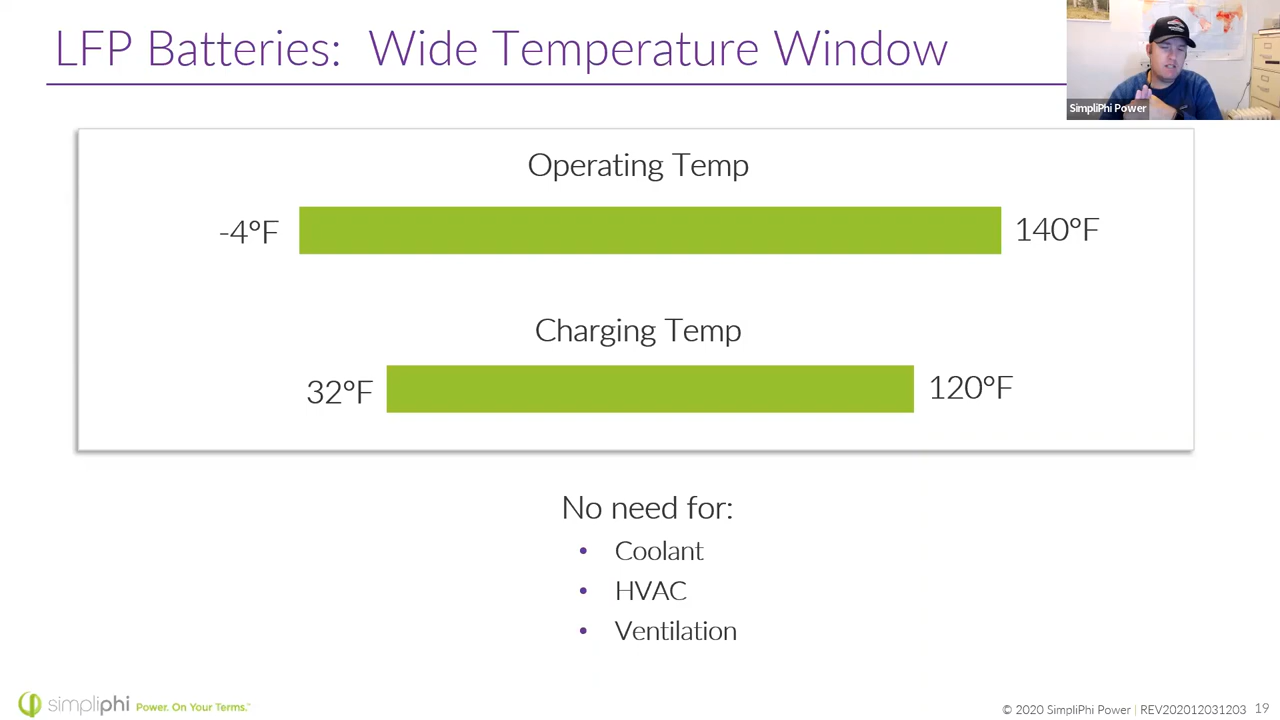 LFP Batteries: Wide Temperature Window
SimpliPhi Power
Operating Temp
-4°F
140°F
Charging Temp
32°F
120°F
No need for:
• Coolant
• HVAC
• Ventilation
simpliphi Power. On Your Terms.™
© 2020 SimpliPhi Power | REV202012031203 19